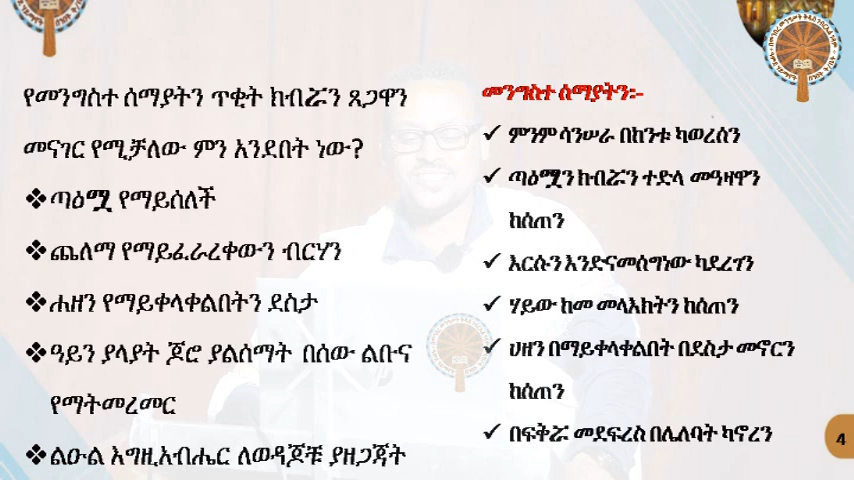 የመንግስተ ሰማያትን ጥቂት ክብሯን ጸጋዋን
መናገር የሚቻለው ምን አንደበት ነው?
❖ጣዕሟ የማይሰለች
❖ጨለማ የማይፈራረቀውን ብርሃን
❖ሐዘን የማይቀላቀልበትን ደስታ
❖ዓይን ያላያት ጆሮ ያልሰማት በሰው ልቡና
የማትመረመር
❖ልዑል እግዚአብሔር ለወዳጆቹ ያዘጋጃት
መንግስተ ሰማያትን፦
✓ ምንም ሳንሠራ በከንቱ ካወረሰን
✓ ጣዕሟን ክብሯን ተድላ መዓዛዋን
ከሰጠን
✓ እርሱን እንድናመሰግነው ካደረገን
✓ ሃይው ከመ መላእክትን ከሰጠን
✓ ሀዘን በማይቀላቀልበት በደስታ መኖርን
ከሰጠን
✓ በፍቅሯ መደፍረስ በሌለባት ካኖረን
4